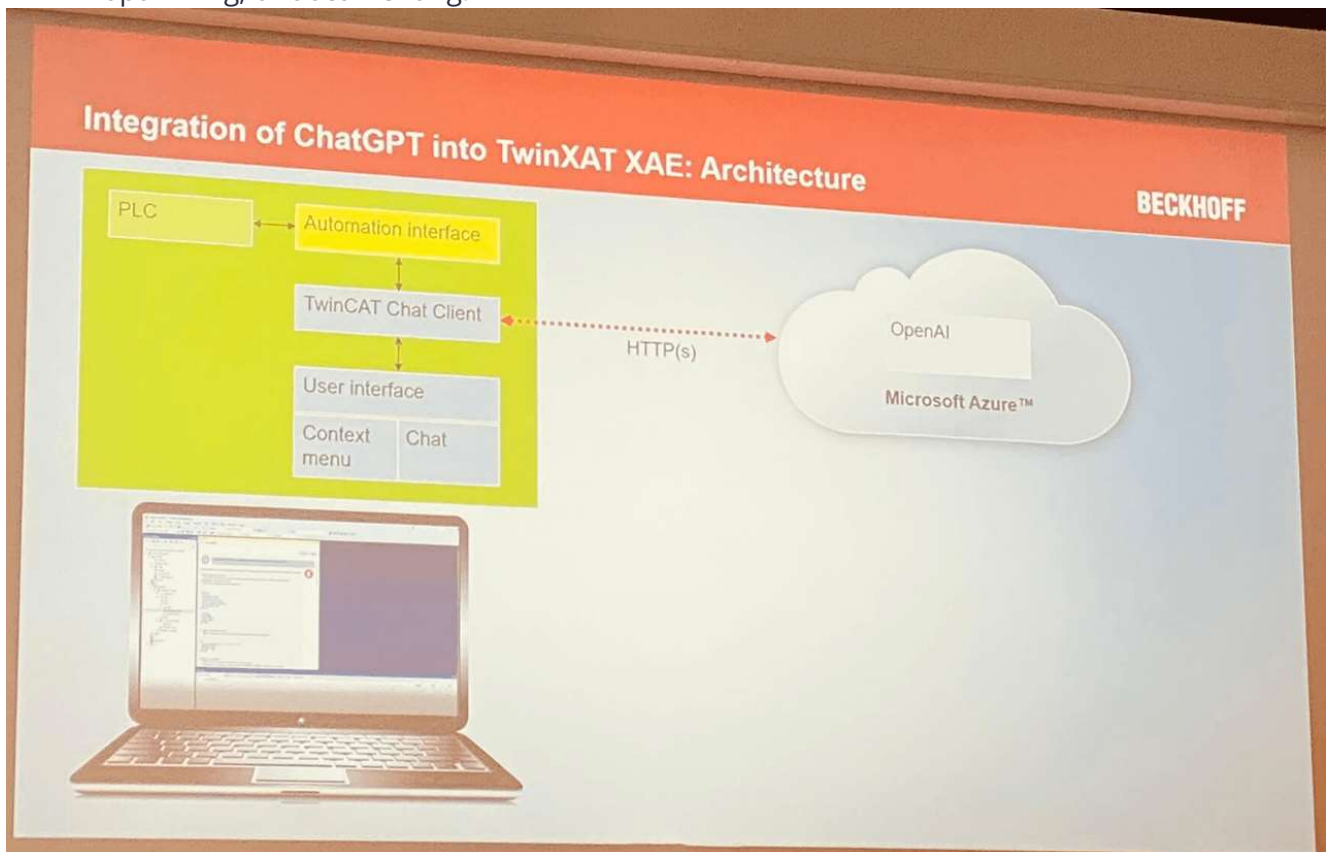 Integration of ChatGPT into TwinXAT XAE: Architecture
BECKHOFF
PLC
Automation interface
TwinCAT Chat Client
User interface
Context
menu
Chat
HTTP(s)
OpenAI
Microsoft Azure™